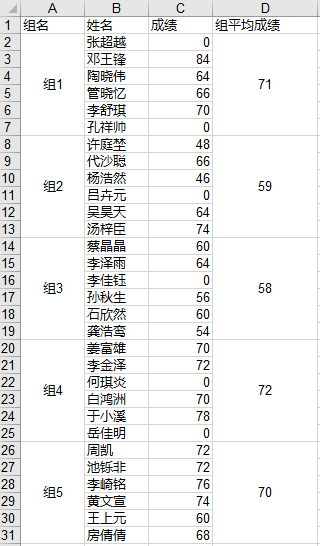 A B C D
1 组名 姓名 成绩 组平均成绩
2 张超越 0
3 邓王锋 84
4 陶晓伟 64
组1 71
5 管晓忆 66
6 李舒琪 70
7 孔祥帅 0
8 许庭埜 48
9 代沙聪 66
10 杨浩然 46
组2 59
11 吕卉元 0
12 吴昊天 64
13 汤梓臣 74
14 蔡晶晶 60
15 李泽雨 64
16 李佳钰 0
组3 58
17 孙秋生 56
18 石欣然 60
19 龚浩鸾 54
20 姜富雄 70
21 李金泽 72
22 何琪炎 0
组4 72
23 白鸿洲 70
24 于小溪 78
25 岳佳明 0
26 周凯 72
27 池铄非 72
28 李崎铭 76
组5 70
29 黄文宣 74
30 王上元 60
31 房倩倩 68